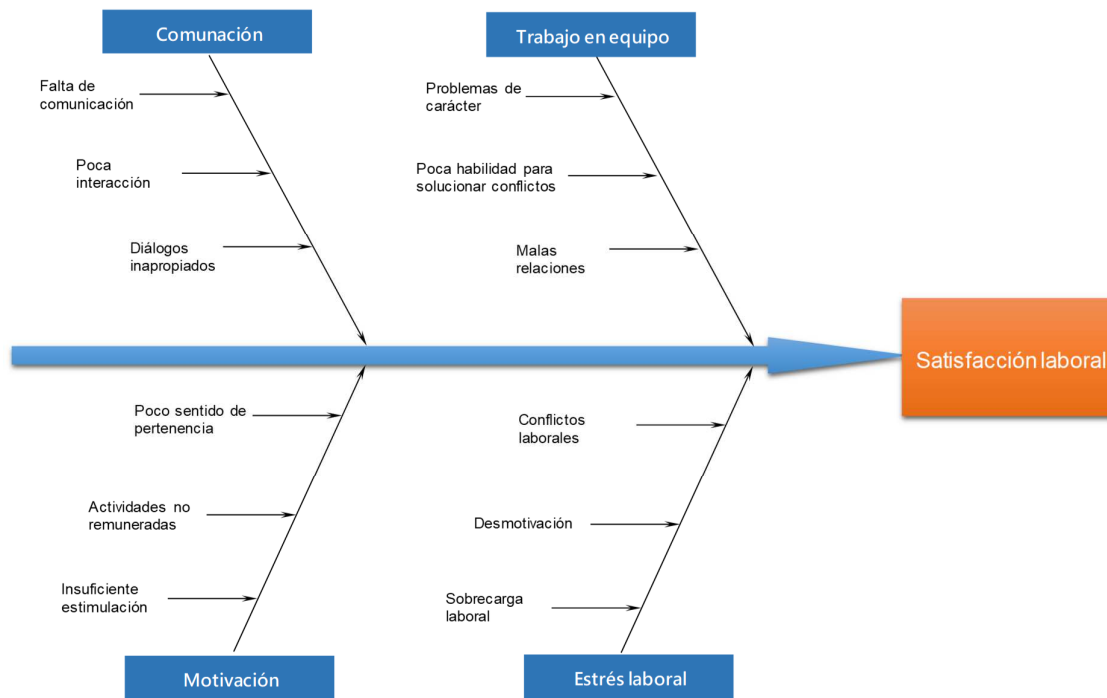 Comunación
Trabajo en equipo
Falta de
comunicación
Poca
interacción
Diálogos
inapropiados
Problemas de
carácter
Poca habilidad para
solucionar conflictos
Malas
relaciones
Satisfacción laboral
Poco sentido de
pertenencia
Actividades no
remuneradas
Insuficiente
estimulación
Conflictos
laborales
Desmotivación
Sobrecarga
laboral
Motivación
Estrés laboral